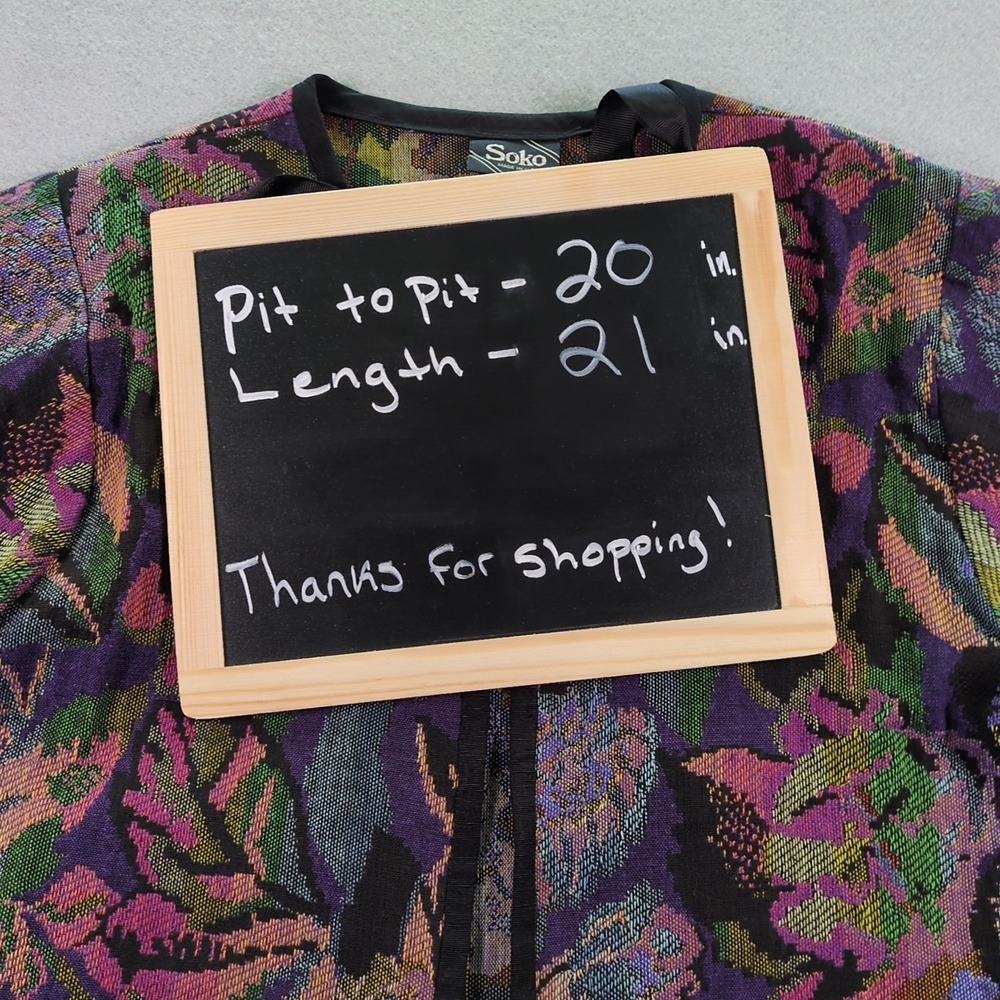 Soko
Pit to Pit - 20 in.
Length - 21 in.
Thanks for shopping!